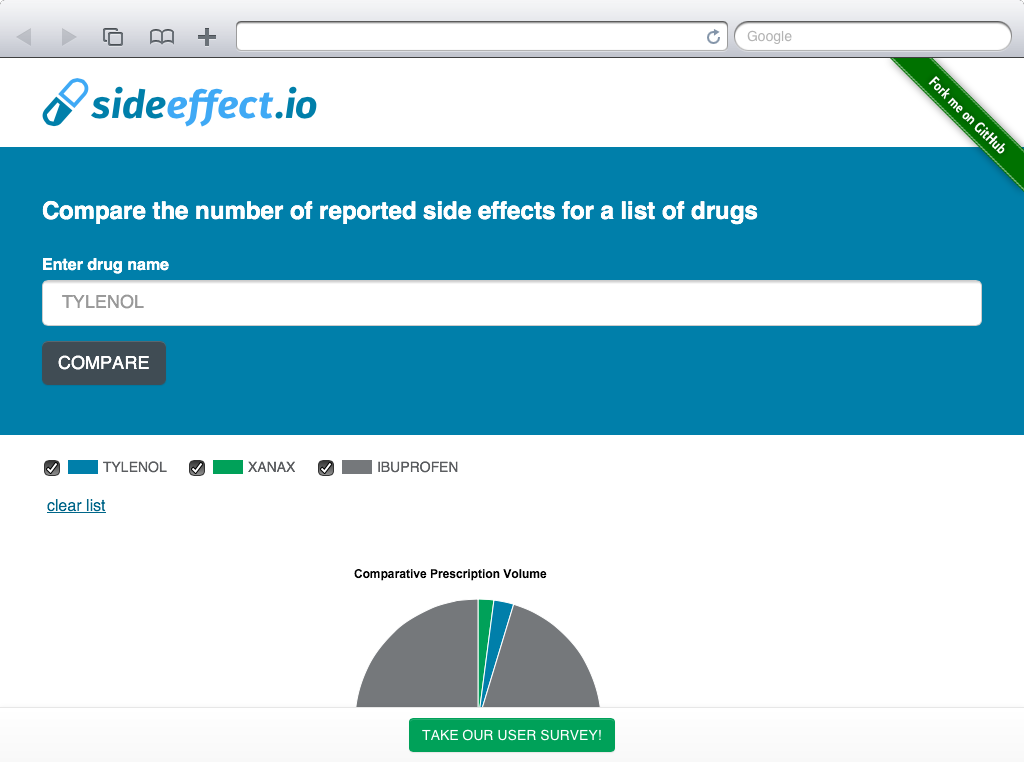 Google
sideeffect.io
Fork me on GitHub
Compare the number of reported side effects for a list of drugs
Enter drug name
TYLENOL
COMPARE
TYLENOL XANAX IBUPROFEN
clear list
Comparative Prescription Volume
TAKE OUR USER SURVEY!